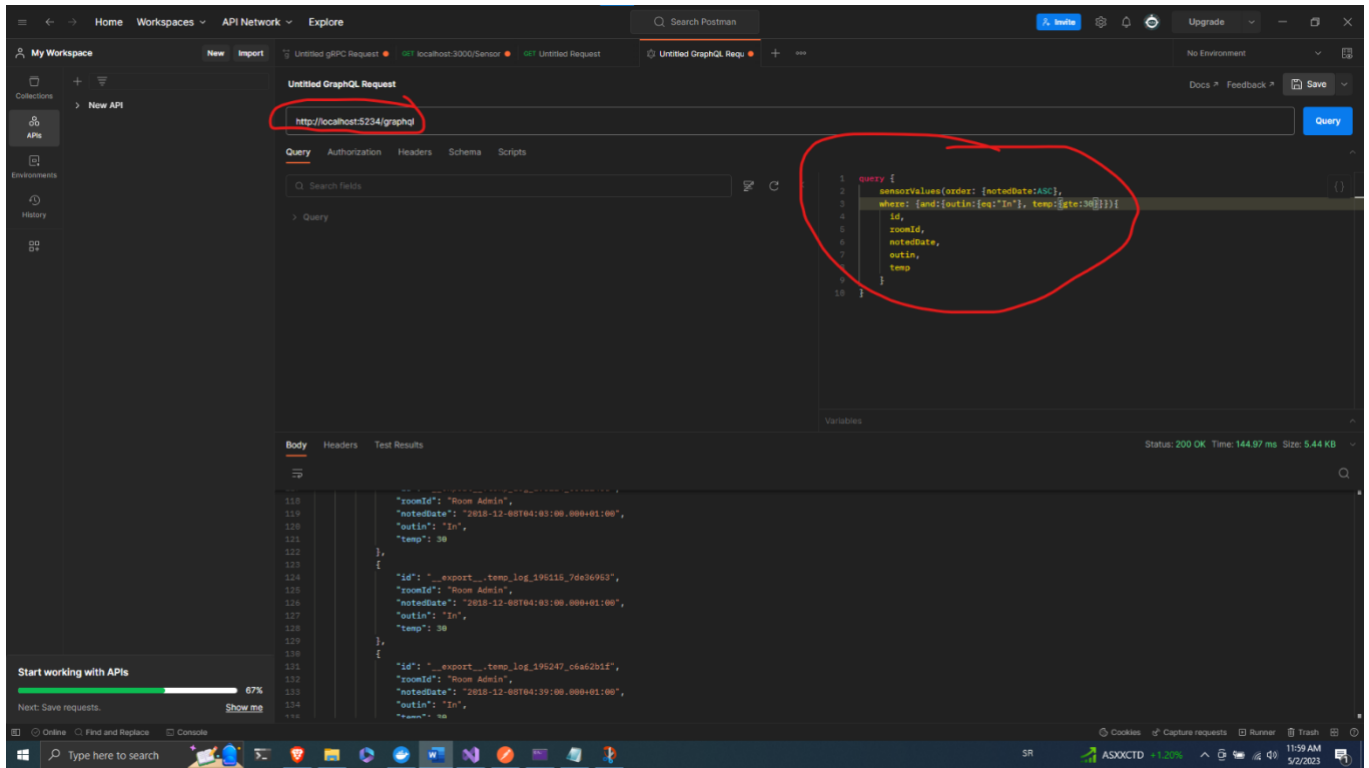 Home Workspaces API Network Explore Search Postman Invite Upgrade
My Workspace New Import Untitled gRPC Request GET localhost:3000/Sensor GET Untitled Request Untitled GraphQL Requ No Environment
Collections
APIs
Environments
History
New API
Untitled GraphQL Request Docs Feedback Save
http://localhost:5234/graphql Query
Query Authorization Headers Schema Scripts
Search fields
Query
1 query {
2 sensorValues(order: {notedDate:ASC},
3 where: {and:{outin:{eq:"In"}, temp:{gte:30}}}){
4 id,
5 roomId,
6 notedDate,
7 outin,
8 temp
9 }
10 }
Variables
Body Headers Test Results Status: 200 OK Time: 144.97 ms Size: 5.44 KB
118 "roomId": "Room Admin",
119 "notedDate": "2018-12-08T04:03:00.000+01:00",
120 "outin": "In",
121 "temp": 30
122 },
123 {
124 "id": "__export__.temp_log_195115_7de36953",
125 "roomId": "Room Admin",
126 "notedDate": "2018-12-08T04:03:00.000+01:00",
127 "outin": "In",
128 "temp": 30
129 },
130 {
131 "id": "__export__.temp_log_195247_c6a62b1f",
132 "roomId": "Room Admin",
133 "notedDate": "2018-12-08T04:39:00.000+01:00",
134 "outin": "In",
"temp": 30
Start working with APIs
67%
Next: Save requests. Show me
Online Find and Replace Console Cookies Capture requests Runner Trash
Type here to search SR ASXXCTD +1.20% 11:59 AM
5/2/2023